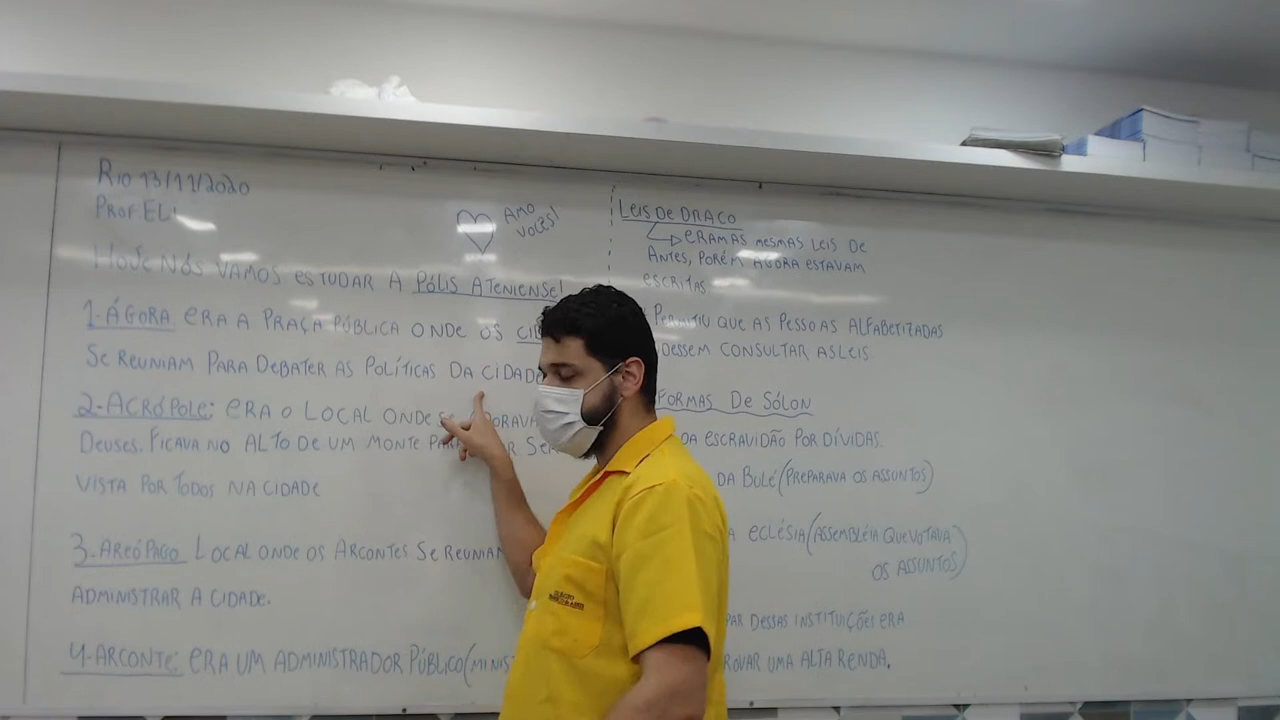 RIO 13/11/2020
PROF ELI
AMO
VOCÊS!
HOJE NÓS VAMOS ESTUDAR A PÓLIS ATENIENSE!
1-ÁGORA ERA A PRAÇA PÚBLICA ONDE OS
SE REUNIAM PARA DEBATER AS POLÍTICAS DA CIDADE
2-ACRÓPOLE: ERA O LOCAL ONDE
DEUSES. FICAVA NO ALTO DE UM MONTE
VISTA POR TODOS NA CIDADE
3-AREÓPAGO LOCAL ONDE OS ARCONTES SE REUNIAM
ADMINISTRAR A CIDADE.
4-ARCONTE: ERA UM ADMINISTRADOR PÚBLICO
LEIS DE DRACO
ERAM AS MESMAS LEIS DE
ANTES, PORÉM AGORA ESTAVAM
ESCRITAS.
PERMITIU QUE AS PESSOAS ALFABETIZADAS
CONSULTAR AS LEIS
DE SÓLON
DA ESCRAVIDÃO POR DÍVIDAS.
DA BULÉ (PREPARAVA OS ASSUNTOS)
ECLÉSIA (ASSEMBLÉIA QUE VOTAVA
OS ASSUNTOS)
DESSAS INSTITUIÇÕES ERA
UMA ALTA RENDA.